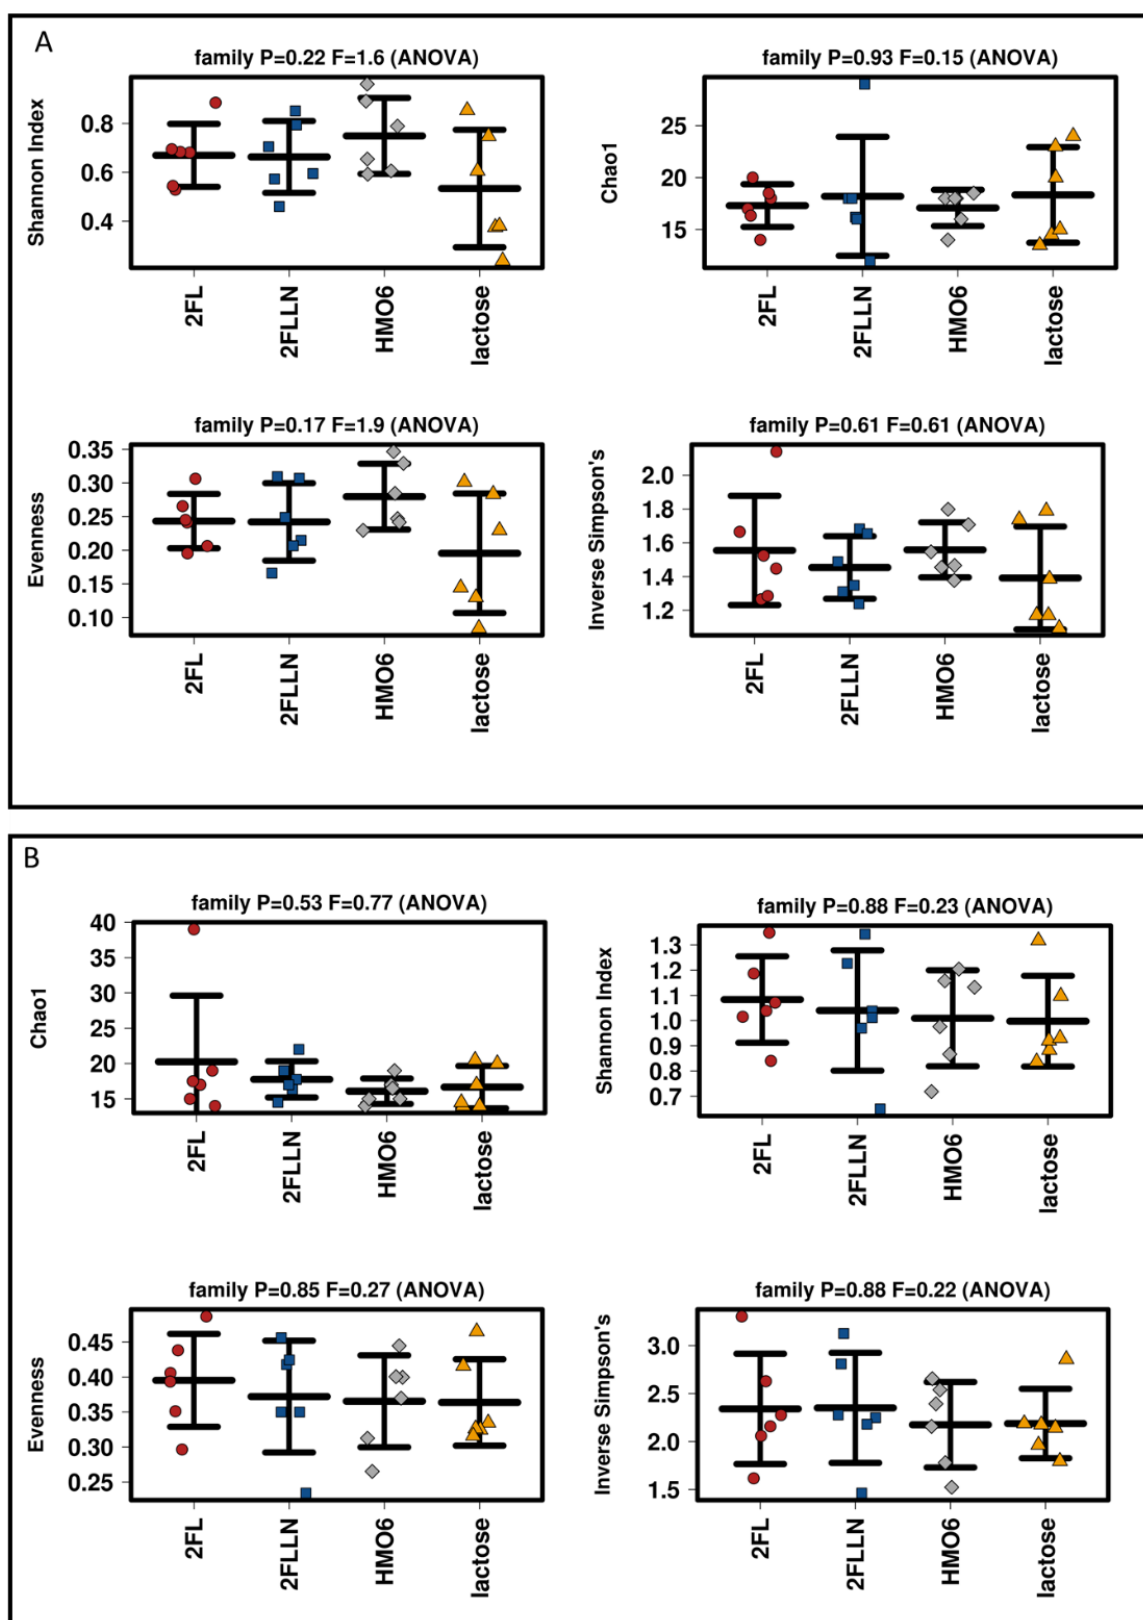 A
family P=0.22 F=1.6 (ANOVA)
Shannon Index
0.8
0.6
0.4
2FL
2FLLN
HMO6
lactose
family P=0.93 F=0.15 (ANOVA)
Chao1
25
20
15
2FL
2FLLN
HMO6
lactose
family P=0.17 F=1.9 (ANOVA)
Evenness
0.35
0.30
0.25
0.20
0.15
0.10
2FL
2FLLN
HMO6
lactose
family P=0.61 F=0.61 (ANOVA)
Inverse Simpson's
2.0
1.8
1.6
1.4
1.2
2FL
2FLLN
HMO6
lactose
B
family P=0.53 F=0.77 (ANOVA)
Chao1
40
35
30
25
20
15
2FL
2FLLN
HMO6
lactose
family P=0.88 F=0.23 (ANOVA)
Shannon Index
1.3
1.2
1.1
1.0
0.9
0.8
0.7
2FL
2FLLN
HMO6
lactose
family P=0.85 F=0.27 (ANOVA)
Evenness
0.45
0.40
0.35
0.30
0.25
2FL
2FLLN
HMO6
lactose
family P=0.88 F=0.22 (ANOVA)
Inverse Simpson's
3.0
2.5
2.0
1.5
2FL
2FLLN
HMO6
lactose